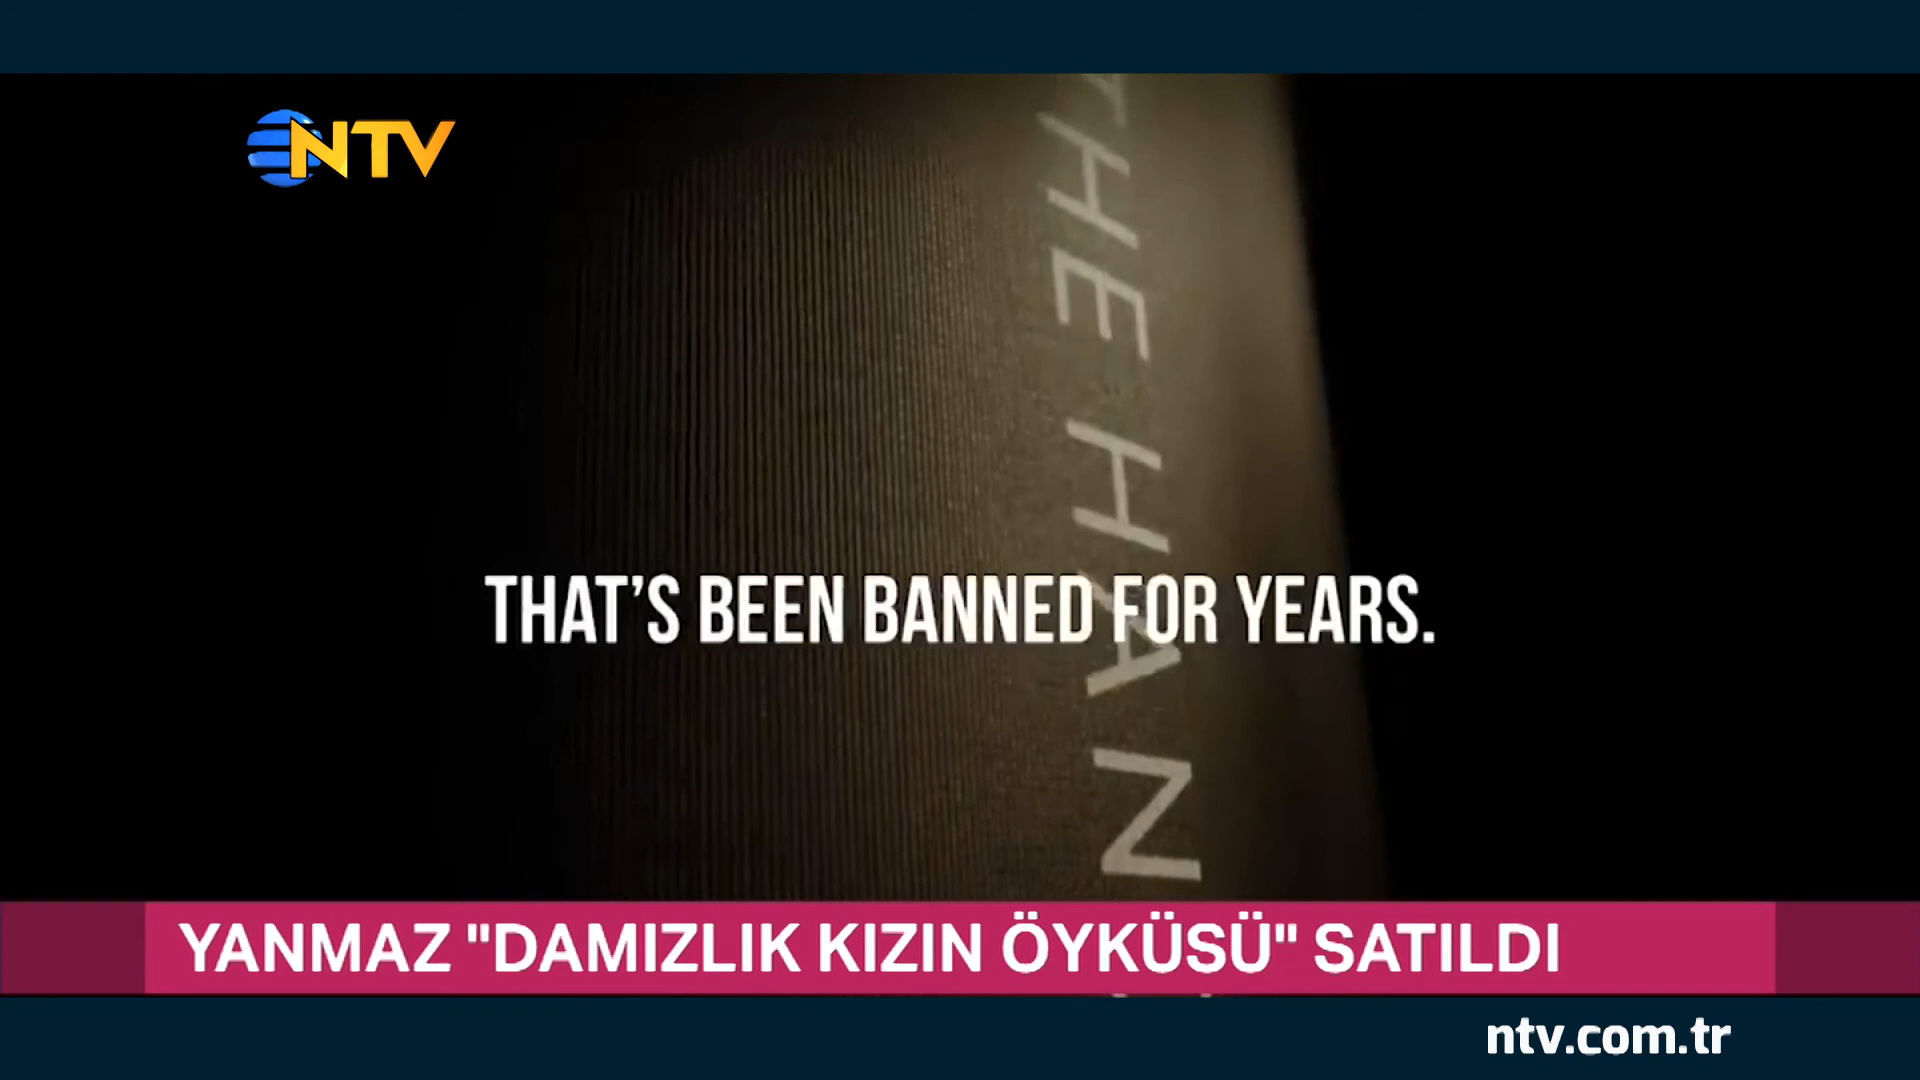 NTV
THE HAN
THAT'S BEEN BANNED FOR YEARS.
YANMAZ "DAMIZLIK KIZIN ÖYKÜSÜ" SATILDI
ntv.com.tr